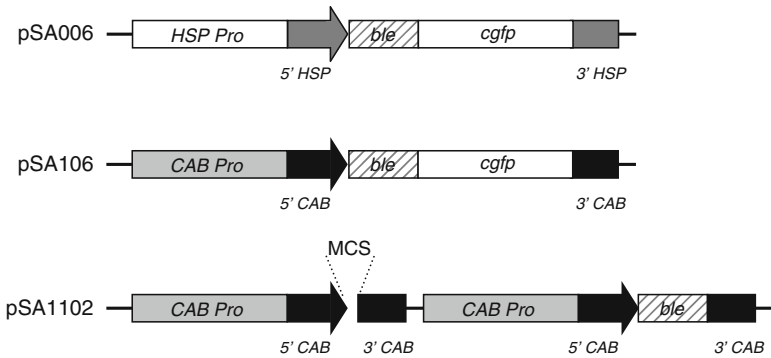 pSA006 HSP Pro ble cgfp
5' HSP 3' HSP
pSA106 CAB Pro ble cgfp
5' CAB 3' CAB
MCS
pSA1102 CAB Pro CAB Pro ble
5' CAB 3' CAB 5' CAB 3' CAB